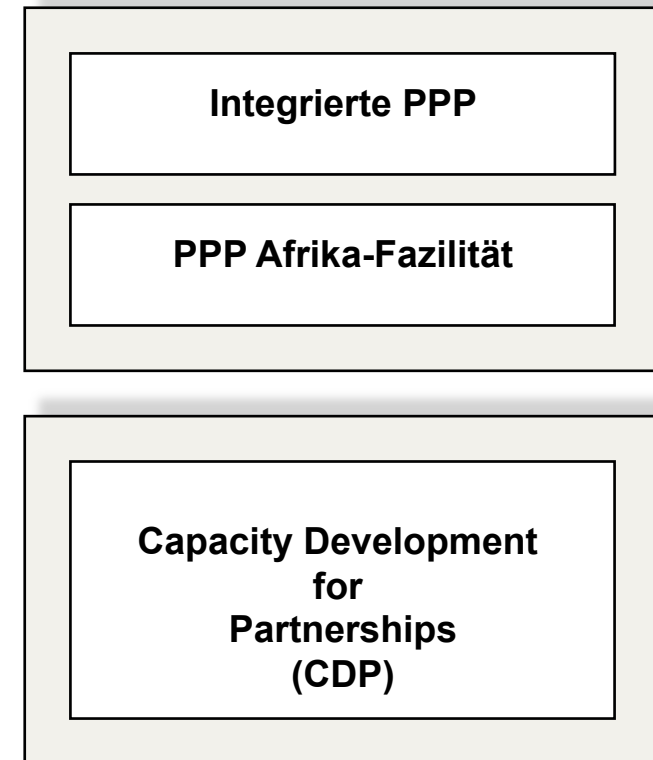 Integrierte PPP
PPP Afrika-Fazilität
Capacity Development
for
Partnerships
(CDP)